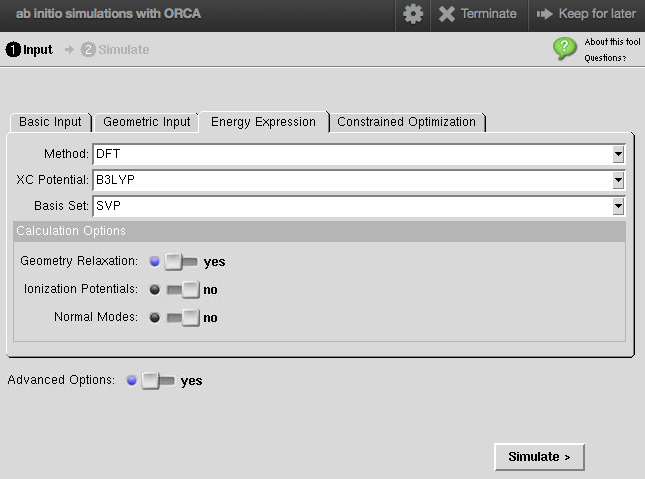 ab initio simulations with ORCA
Terminate
Keep for later
1 Input → 2 Simulate
About this tool
Questions?
Basic Input
Geometric Input
Energy Expression
Constrained Optimization
Method: DFT
XC Potential: B3LYP
Basis Set: SVP
Calculation Options
Geometry Relaxation: yes
Ionization Potentials: no
Normal Modes: no
Advanced Options: yes
Simulate >